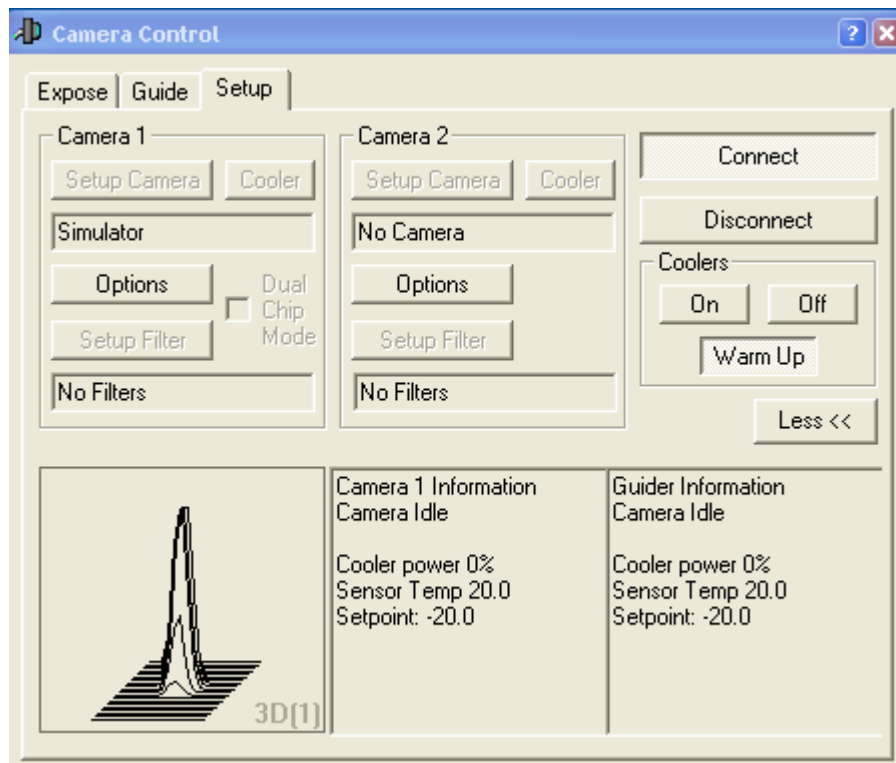 Camera Control
?
Expose Guide Setup
Camera 1
Setup Camera Cooler
Simulator
Options
Dual
Chip
Mode
Setup Filter
No Filters
Camera 2
Setup Camera Cooler
No Camera
Options
Setup Filter
No Filters
Connect
Disconnect
Coolers
On Off
Warm Up
Less <<
3D(1)
Camera 1 Information
Camera Idle
Cooler power 0%
Sensor Temp 20.0
Setpoint: -20.0
Guider Information
Camera Idle
Cooler power 0%
Sensor Temp 20.0
Setpoint: -20.0